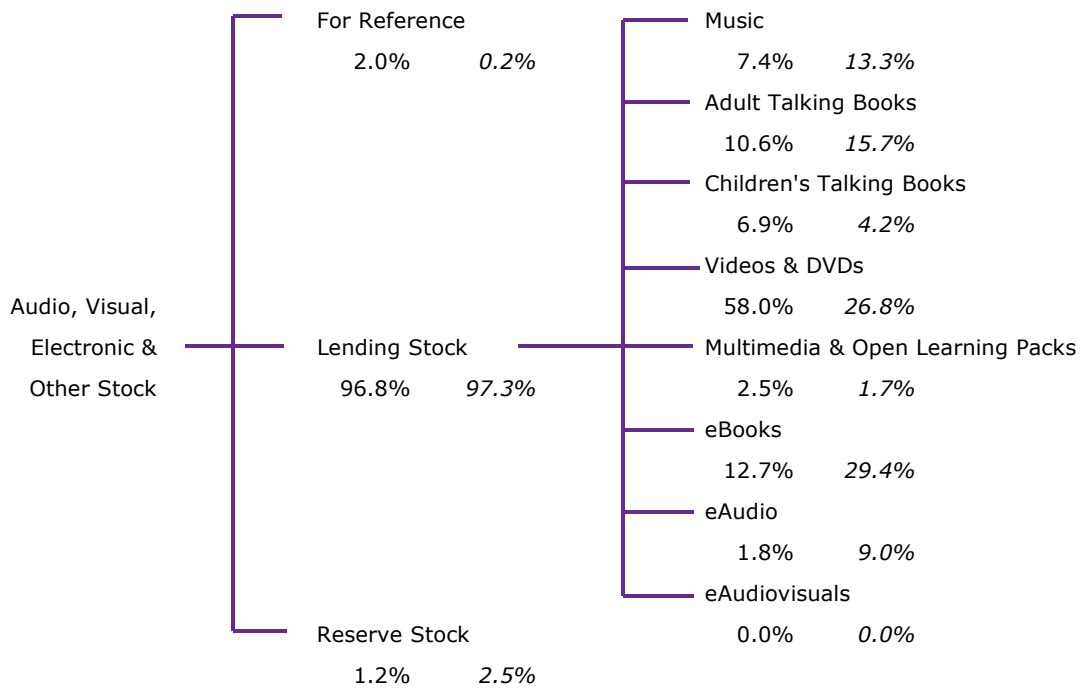 For Reference
2.0% 0.2%
Audio, Visual,
Electronic &
Other Stock
Lending Stock
96.8% 97.3%
Reserve Stock
1.2% 2.5%
Music
7.4% 13.3%
Adult Talking Books
10.6% 15.7%
Children's Talking Books
6.9% 4.2%
Videos & DVDs
58.0% 26.8%
Multimedia & Open Learning Packs
2.5% 1.7%
eBooks
12.7% 29.4%
eAudio
1.8% 9.0%
eAudiovisuals
0.0% 0.0%